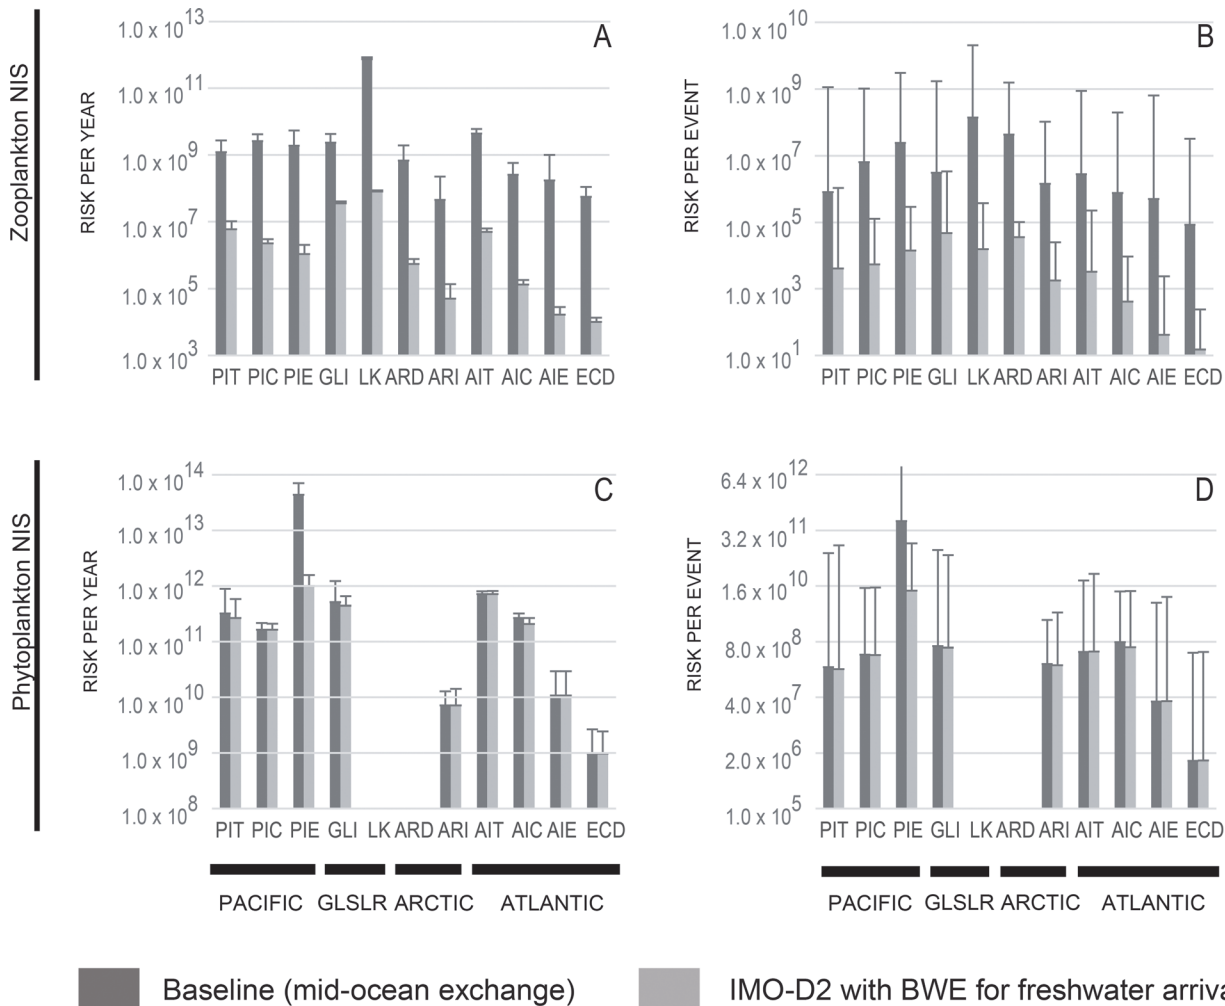 Zooplankton NIS
RISK PER YEAR
1.0 x 10^13
1.0 x 10^11
1.0 x 10^9
1.0 x 10^7
1.0 x 10^5
1.0 x 10^3
A
PIT PIC PIE GLI LK ARD ARI AIT AIC AIE ECD
RISK PER EVENT
1.0 x 10^10
1.0 x 10^9
1.0 x 10^7
1.0 x 10^5
1.0 x 10^3
1.0 x 10^1
B
PIT PIC PIE GLI LK ARD ARI AIT AIC AIE ECD
Phytoplankton NIS
RISK PER YEAR
1.0 x 10^14
1.0 x 10^13
1.0 x 10^12
1.0 x 10^11
1.0 x 10^10
1.0 x 10^9
1.0 x 10^8
C
PIT PIC PIE GLI LK ARD ARI AIT AIC AIE ECD
PACIFIC GLSLR ARCTIC ATLANTIC
RISK PER EVENT
6.4 x 10^12
3.2 x 10^11
1.6 x 10^10
8.0 x 10^8
4.0 x 10^7
2.0 x 10^6
1.0 x 10^5
D
PIT PIC PIE GLI LK ARD ARI AIT AIC AIE ECD
PACIFIC GLSLR ARCTIC ATLANTIC
Baseline (mid-ocean exchange)
IMO-D2 with BWE for freshwater arriva